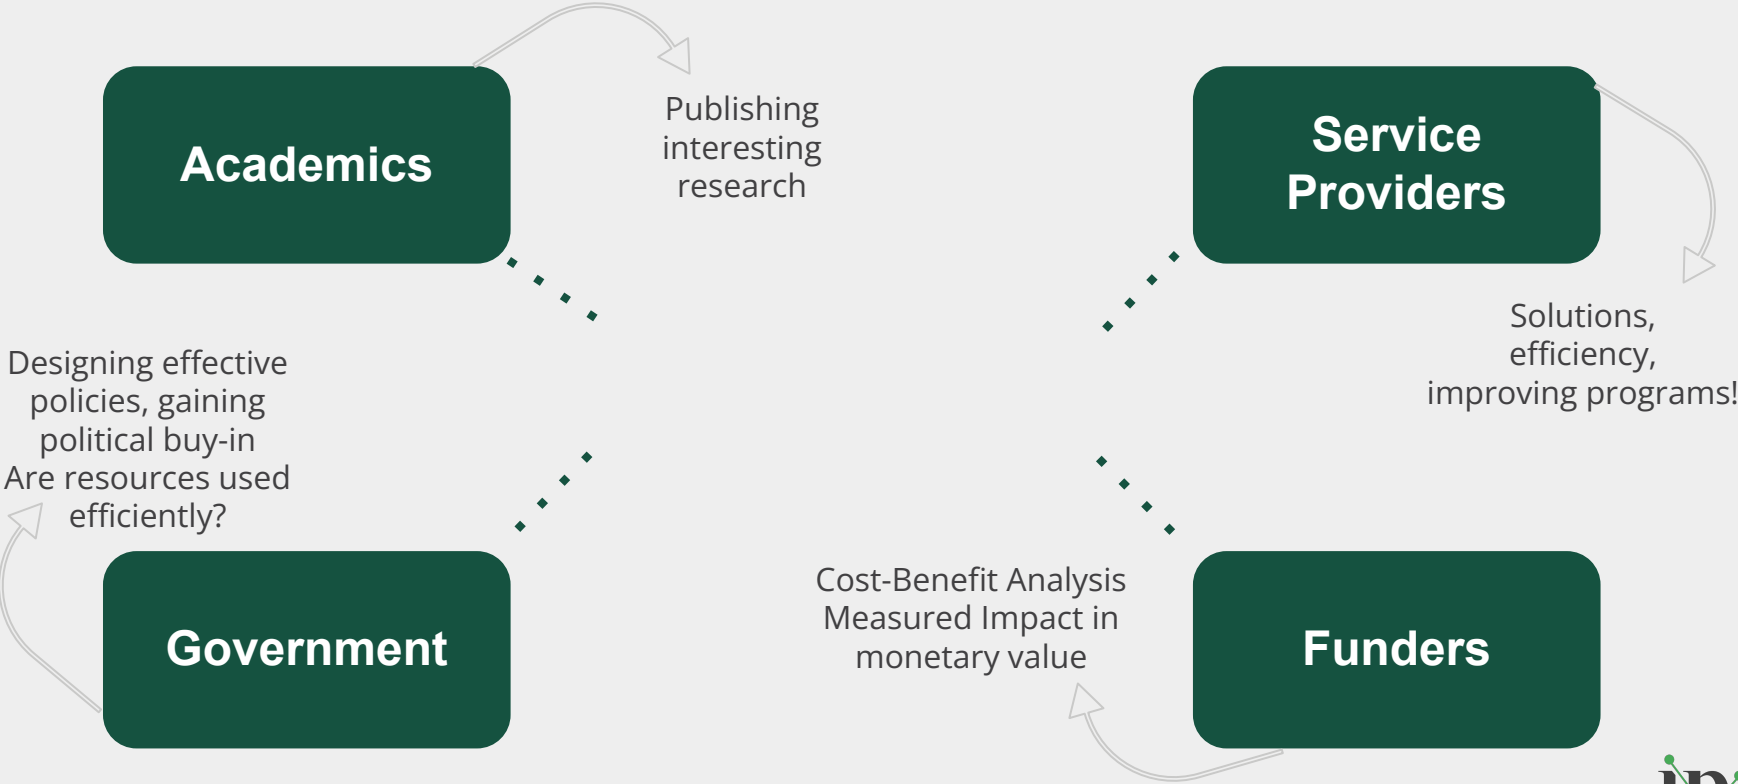 Academics
Publishing
interesting
research
Service
Providers
Solutions,
efficiency,
improving programs!
Designing effective
policies, gaining
political buy-in
Are resources used
efficiently?
Government
Cost-Benefit Analysis
Measured Impact in
monetary value
Funders